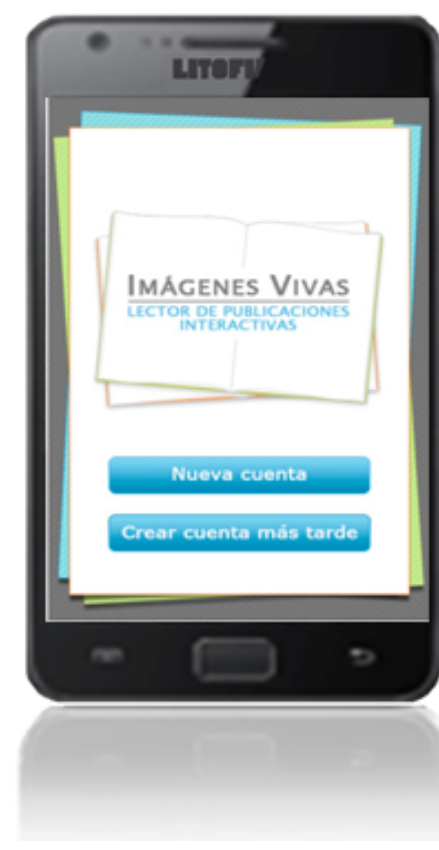 IMÁGENES VIVAS
LECTOR DE PUBLICACIONES
INTERACTIVAS
Nueva cuenta
Crear cuenta más tarde